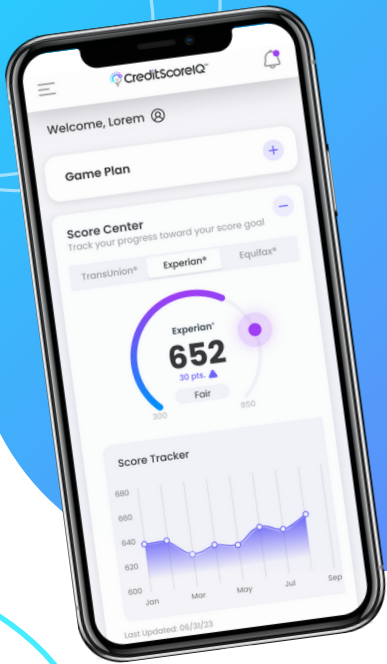 CreditScoreIQ™
Welcome, Lorem
Game Plan
Score Center
Track your progress toward your score goal
TransUnion®
Experian®
Equifax®
Experian®
652
30 pts.
Fair
300
850
Score Tracker
680
660
640
620
600
Jan
Mar
May
Jul
Sep
Last Updated: 06/31/23